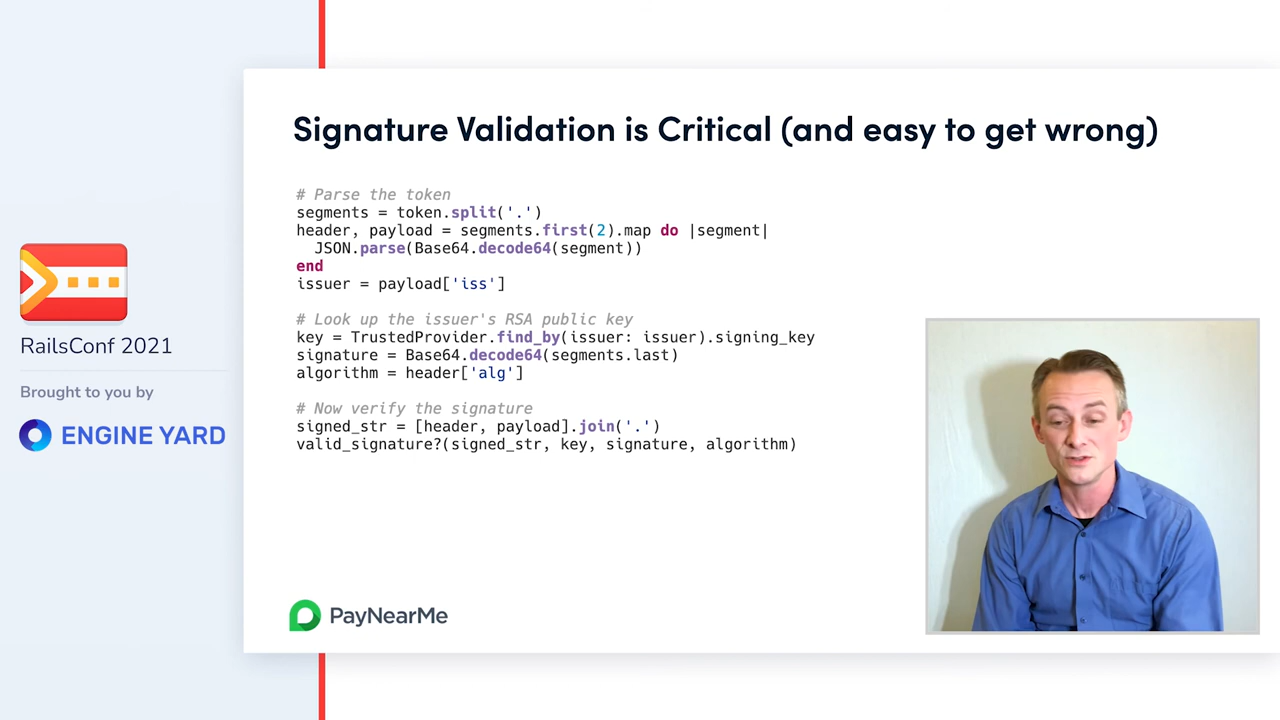 Signature Validation is Critical (and easy to get wrong)
# Parse the token
segments = token.split('.')
header, payload = segments.first(2).map do |segment|
  JSON.parse(Base64.decode64(segment))
end
issuer = payload['iss']
# Look up the issuer's RSA public key
key = TrustedProvider.find_by(issuer: issuer).signing_key
signature = Base64.decode64(segments.last)
algorithm = header['alg']
# Now verify the signature
signed_str = [header, payload].join('.')
valid_signature?(signed_str, key, signature, algorithm)
RailsConf 2021
Brought to you by
ENGINE YARD
PayNearMe